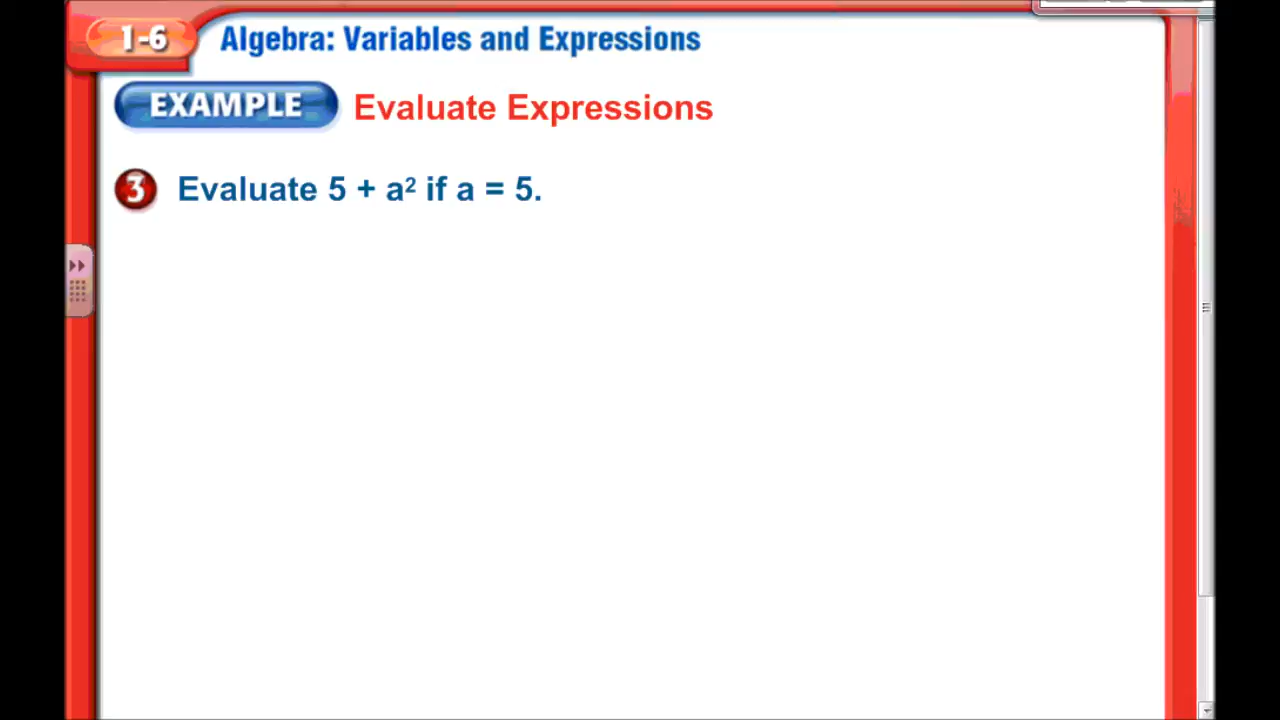 1-6 Algebra: Variables and Expressions
EXAMPLE Evaluate Expressions
3 Evaluate 5 + a² if a = 5.